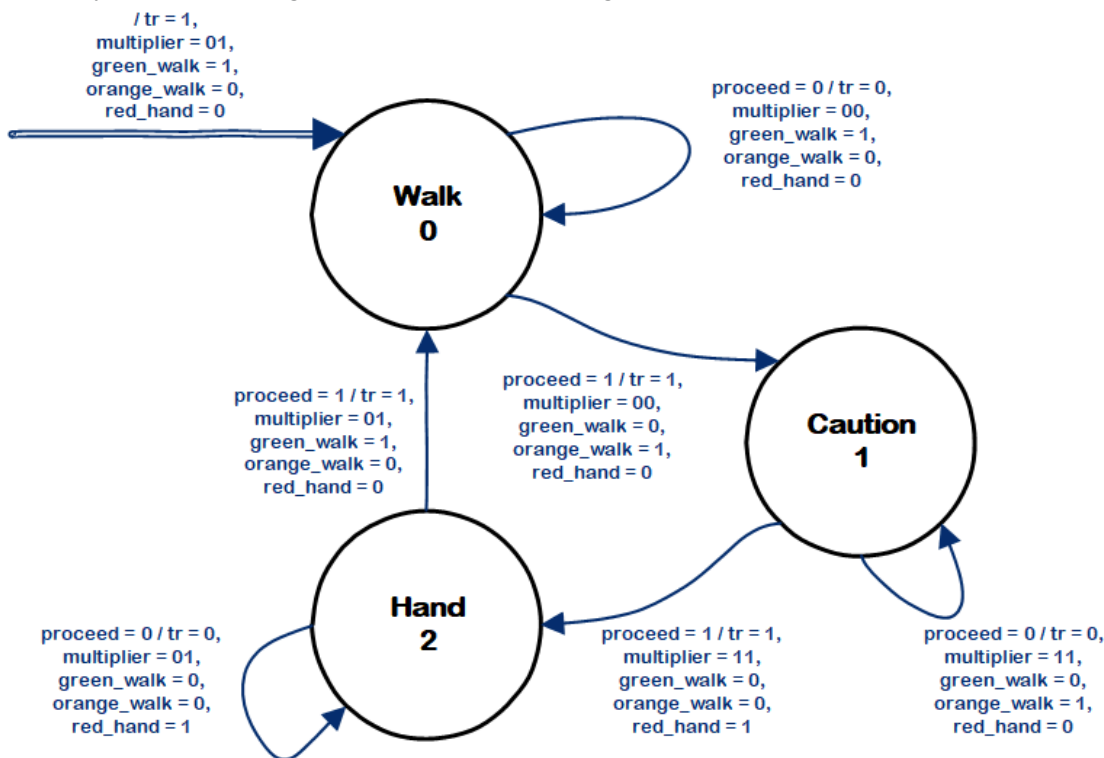 / tr = 1,
multiplier = 01,
green_walk = 1,
orange_walk = 0,
red_hand = 0
proceed = 0 / tr = 0,
multiplier = 00,
green_walk = 1,
orange_walk = 0,
red_hand = 0
Walk
0
proceed = 1 / tr = 1,
multiplier = 01,
green_walk = 1,
orange_walk = 0,
red_hand = 0
proceed = 1 / tr = 1,
multiplier = 00,
green_walk = 0,
orange_walk = 1,
red_hand = 0
Caution
1
Hand
2
proceed = 0 / tr = 0,
multiplier = 01,
green_walk = 0,
orange_walk = 0,
red_hand = 1
proceed = 1 / tr = 1,
multiplier = 11,
green_walk = 0,
orange_walk = 0,
red_hand = 1
proceed = 0 / tr = 0,
multiplier = 11,
green_walk = 0,
orange_walk = 1,
red_hand = 0